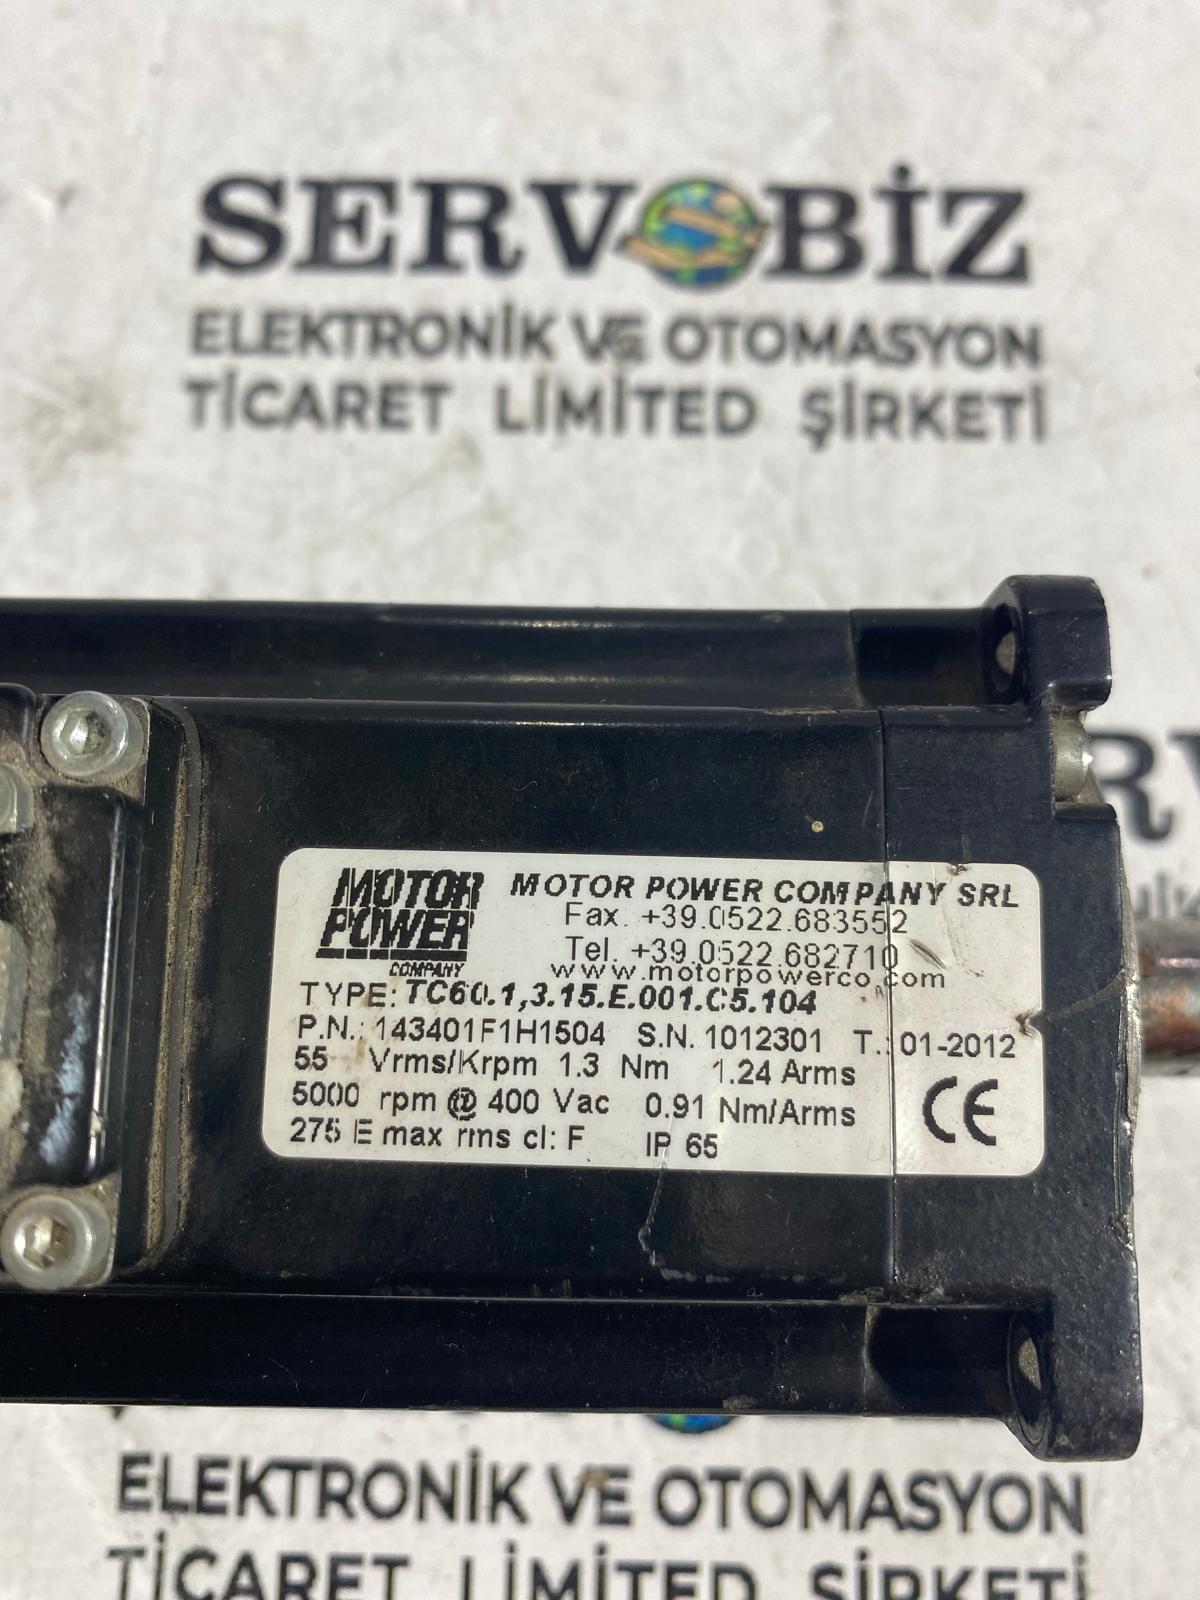 SERVOBİZ
ELEKTRONİK VE OTOMASYON
TİCARET LİMİTED ŞİRKETİ
MOTOR POWER COMPANY
MOTOR POWER COMPANY SRL
Fax. +39.0522.683552
Tel. +39.0522.682710
www.motorpowerco.com
TYPE: TC60.1,3.15.E.001.C5.104
P.N.: 143401F1H1504 S.N. 1012301 T.: 01-2012
55 Vrms/Krpm 1.3 Nm 1.24 Arms
5000 rpm @ 400 Vac 0.91 Nm/Arms
275 E max rms cl: F IP 65
CE
ELEKTRONİK VE OTOMASYON
TİCARET LİMİTED ŞİRKETİ